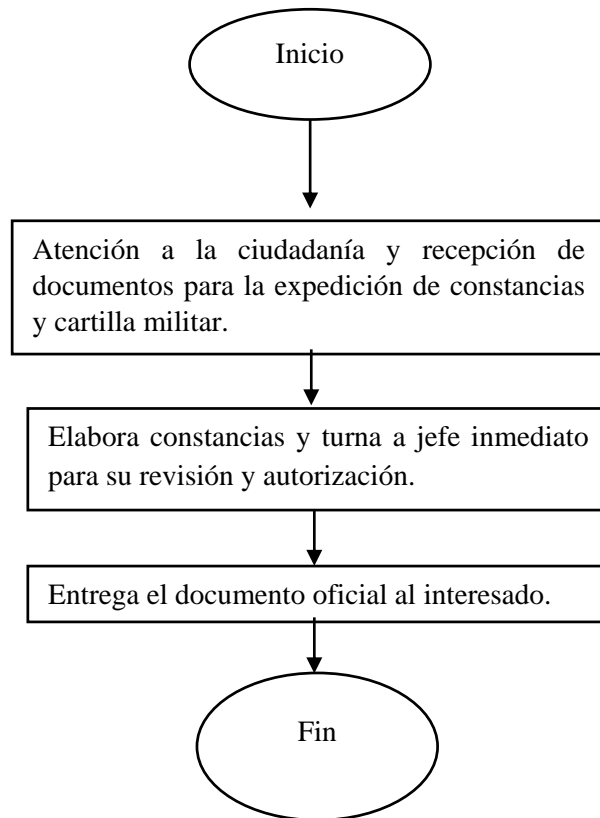 Inicio
Atención a la ciudadanía y recepción de
documentos para la expedición de constancias
y cartilla militar.
Elabora constancias y turna a jefe inmediato
para su revisión y autorización.
Entrega el documento oficial al interesado.
Fin